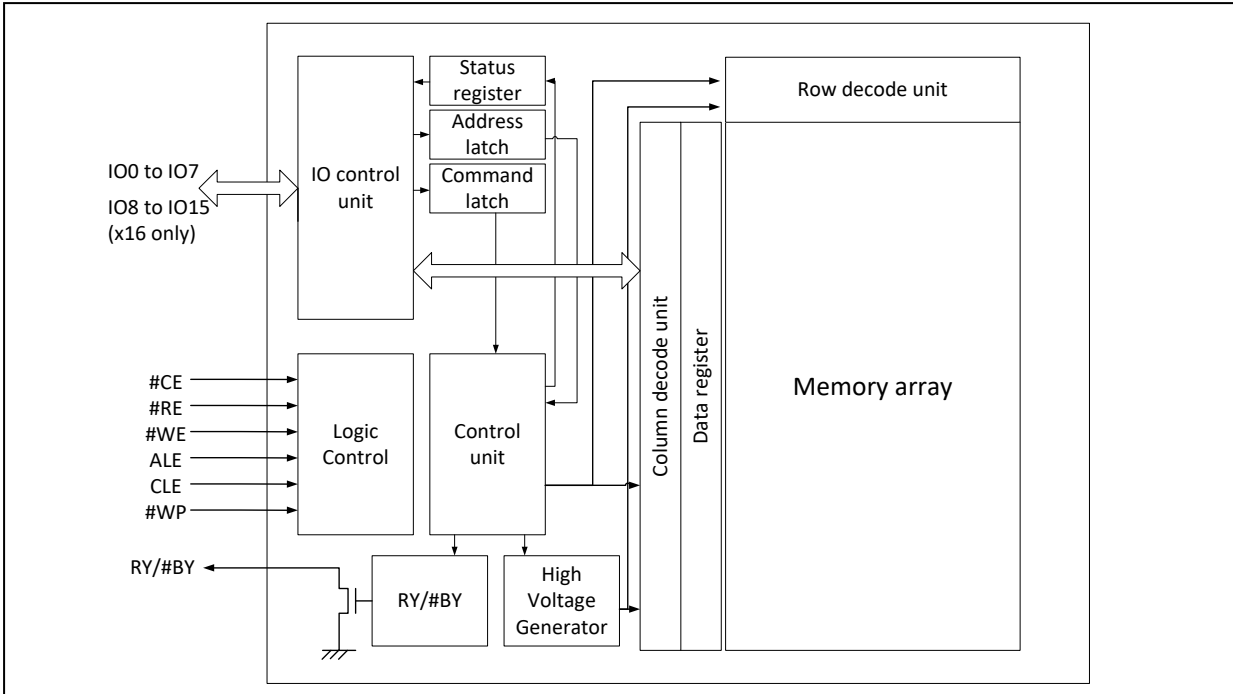 Status
register
Address
latch
Command
latch
IO control
unit
IO0 to IO7
IO8 to IO15
(x16 only)
Row decode unit
Column decode unit
Data register
Memory array
#CE
#RE
#WE
ALE
CLE
#WP
Logic
Control
Control
unit
RY/#BY
RY/#BY
High
Voltage
Generator